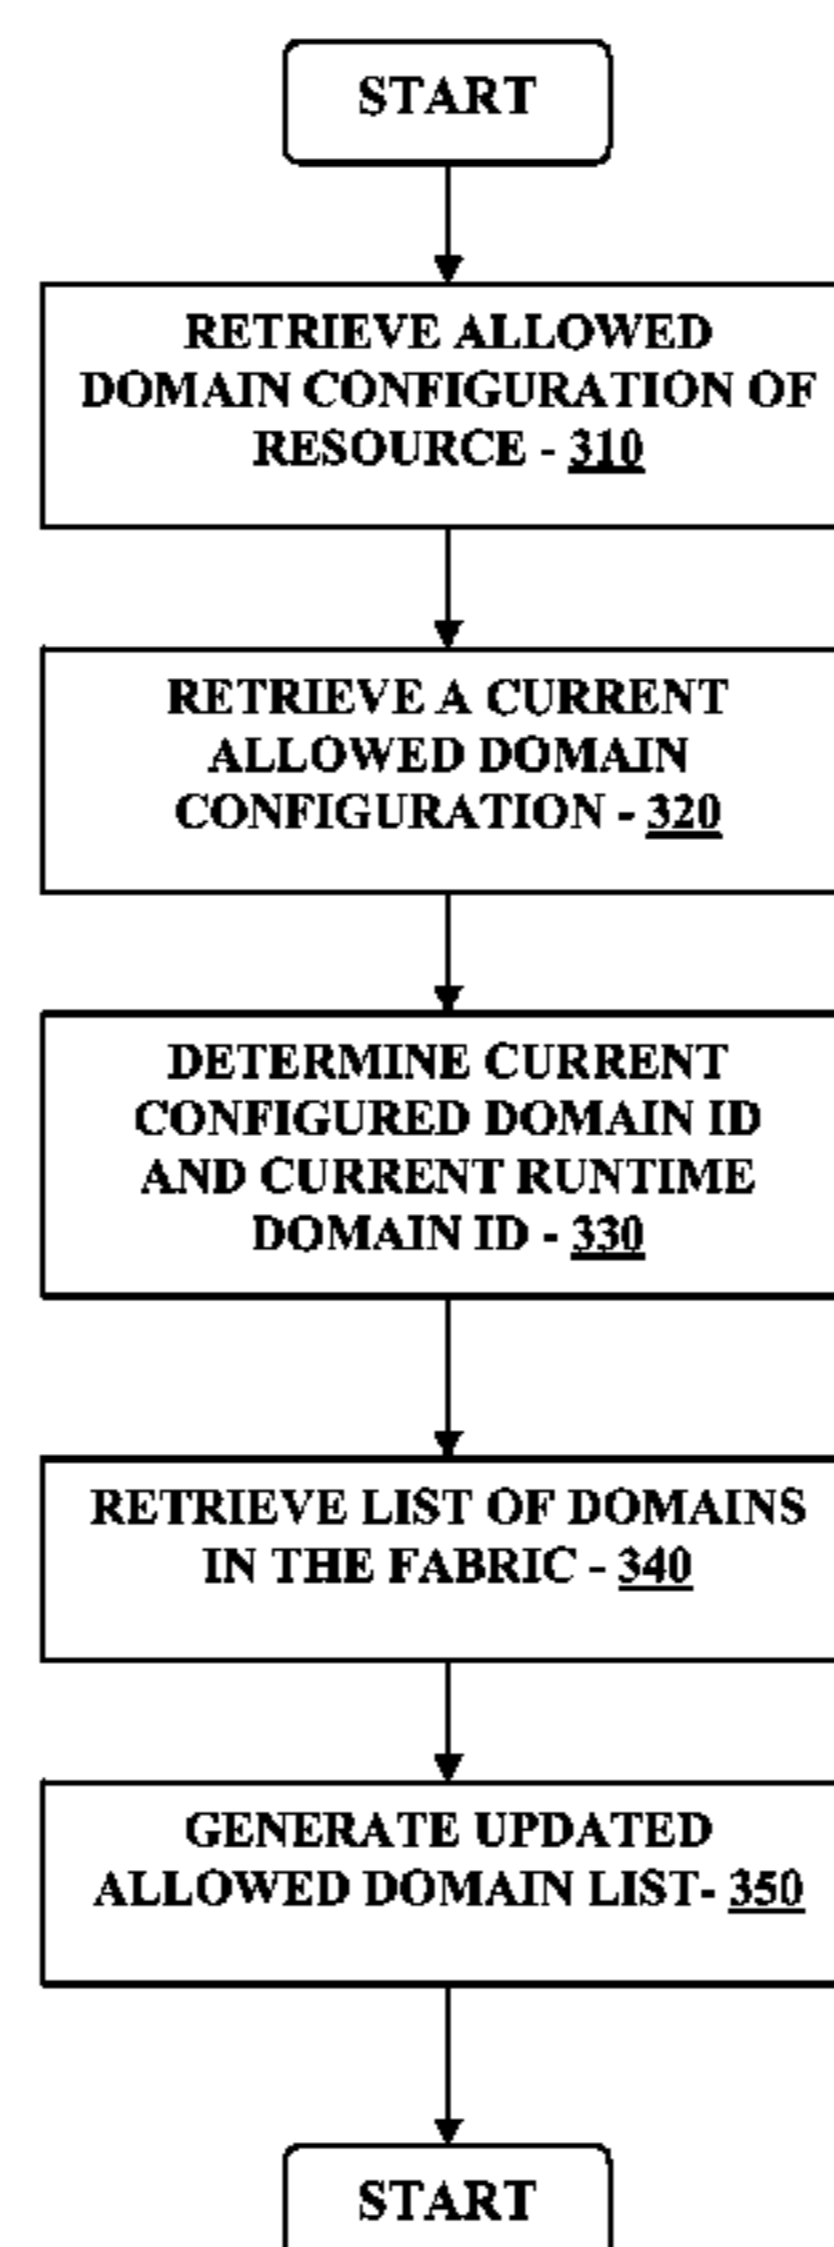 START
RETRIEVE ALLOWED
DOMAIN CONFIGURATION OF
RESOURCE - 310
RETRIEVE A CURRENT
ALLOWED DOMAIN
CONFIGURATION - 320
DETERMINE CURRENT
CONFIGURED DOMAIN ID
AND CURRENT RUNTIME
DOMAIN ID - 330
RETRIEVE LIST OF DOMAINS
IN THE FABRIC - 340
GENERATE UPDATED
ALLOWED DOMAIN LIST- 350
START